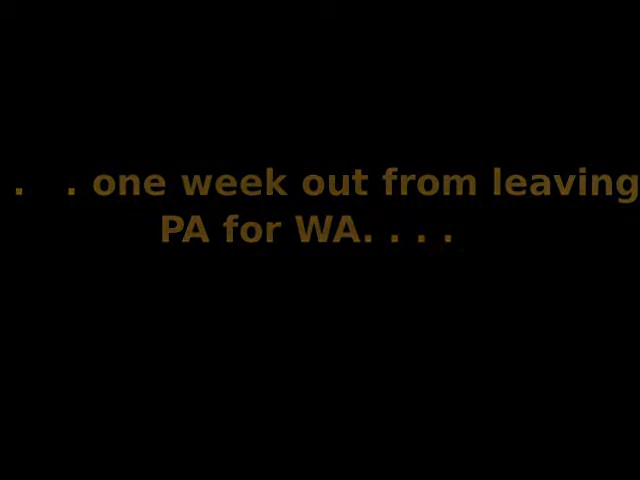 . . one week out from leaving
PA for WA. . . .